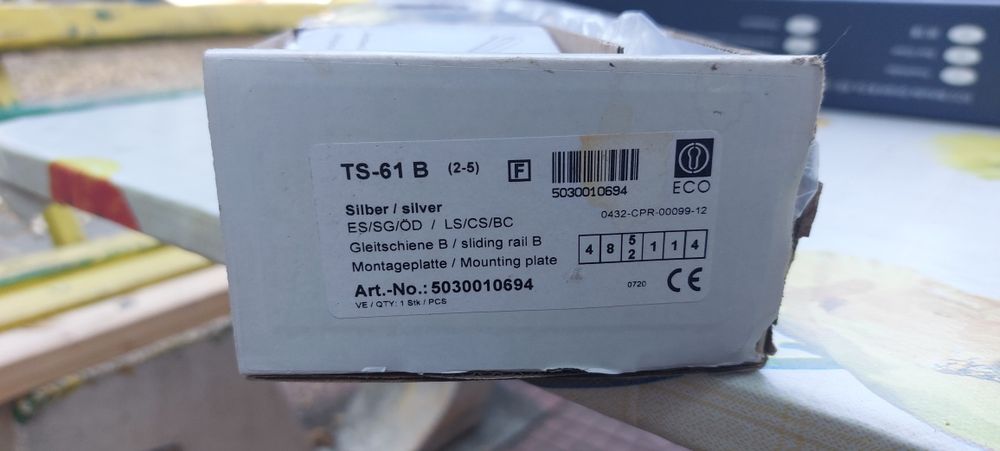 TS-61 B (2-5) F
5030010694
ECO
Silber / silver
0432-CPR-00099-12
ES/SG/ÖD / LS/CS/BC
Gleitschiene B / sliding rail B
4 8 5 2 1 1 4
Montageplatte / Mounting plate
Art.-No.: 5030010694
0720 CE
VE / QTY: 1 Stk / PCS